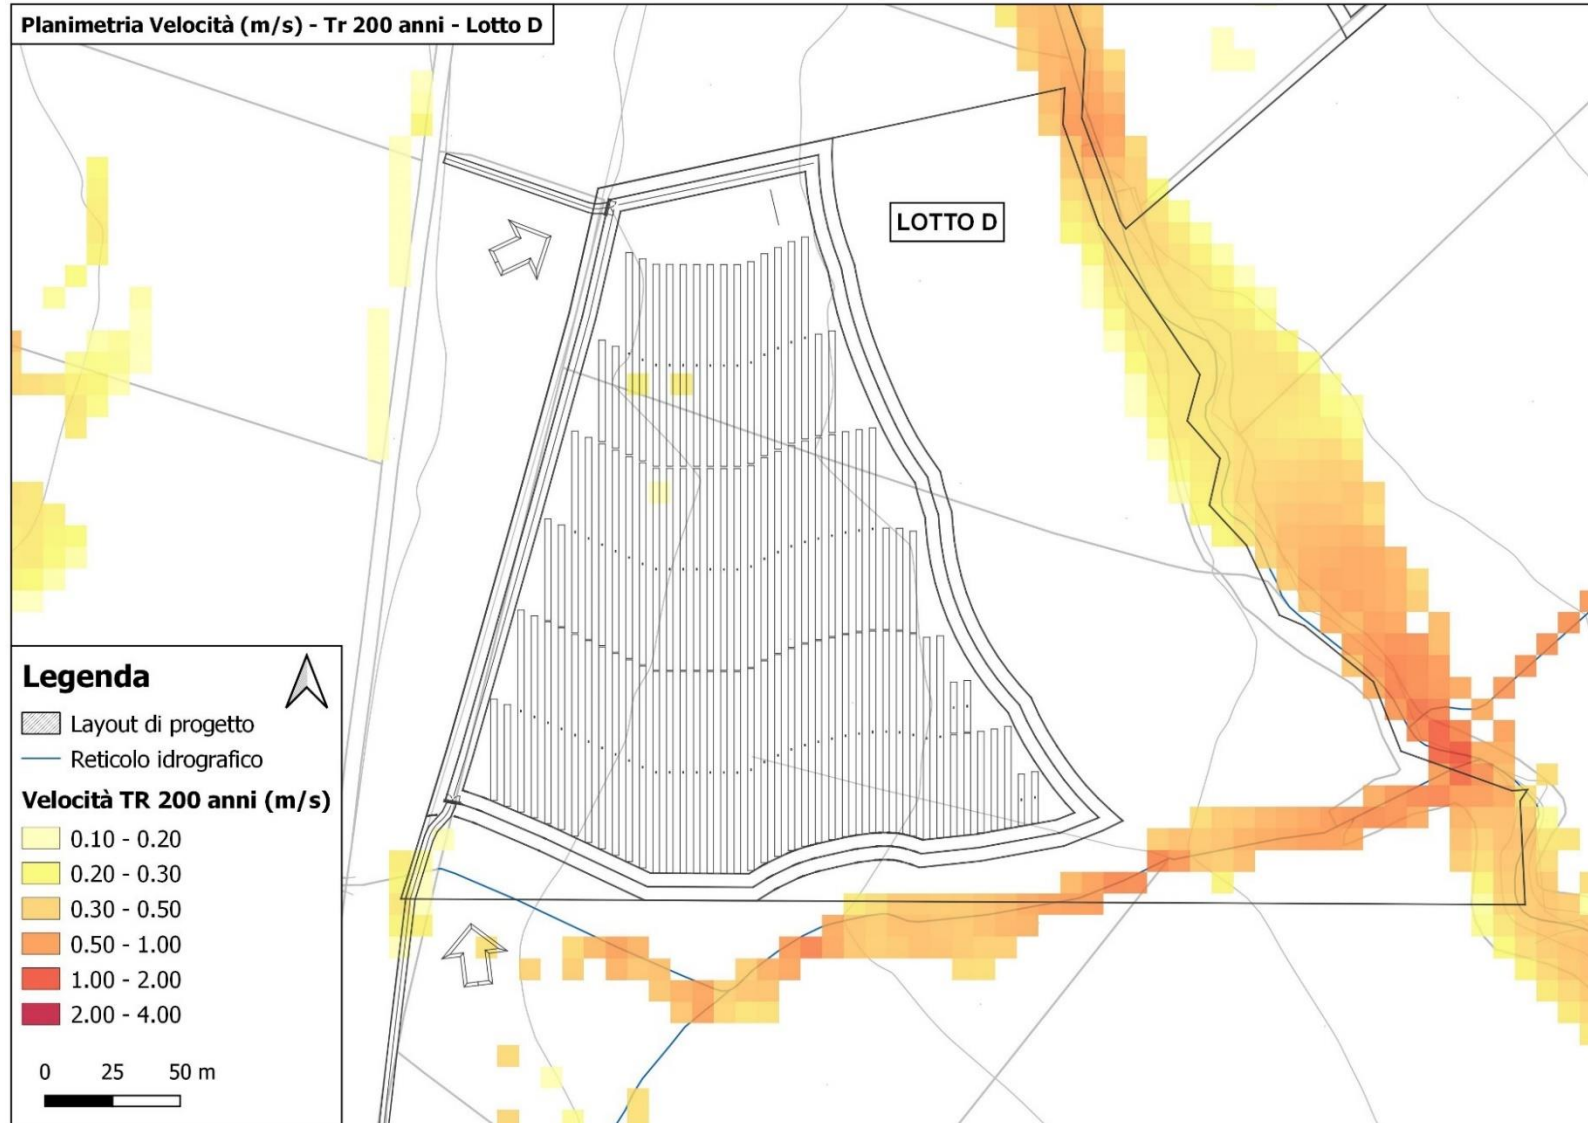 Planimetria Velocità (m/s) - Tr 200 anni - Lotto D
LOTTO D
Legenda
Layout di progetto
Reticolo idrografico
Velocità TR 200 anni (m/s)
0.10 - 0.20
0.20 - 0.30
0.30 - 0.50
0.50 - 1.00
1.00 - 2.00
2.00 - 4.00
0 25 50 m